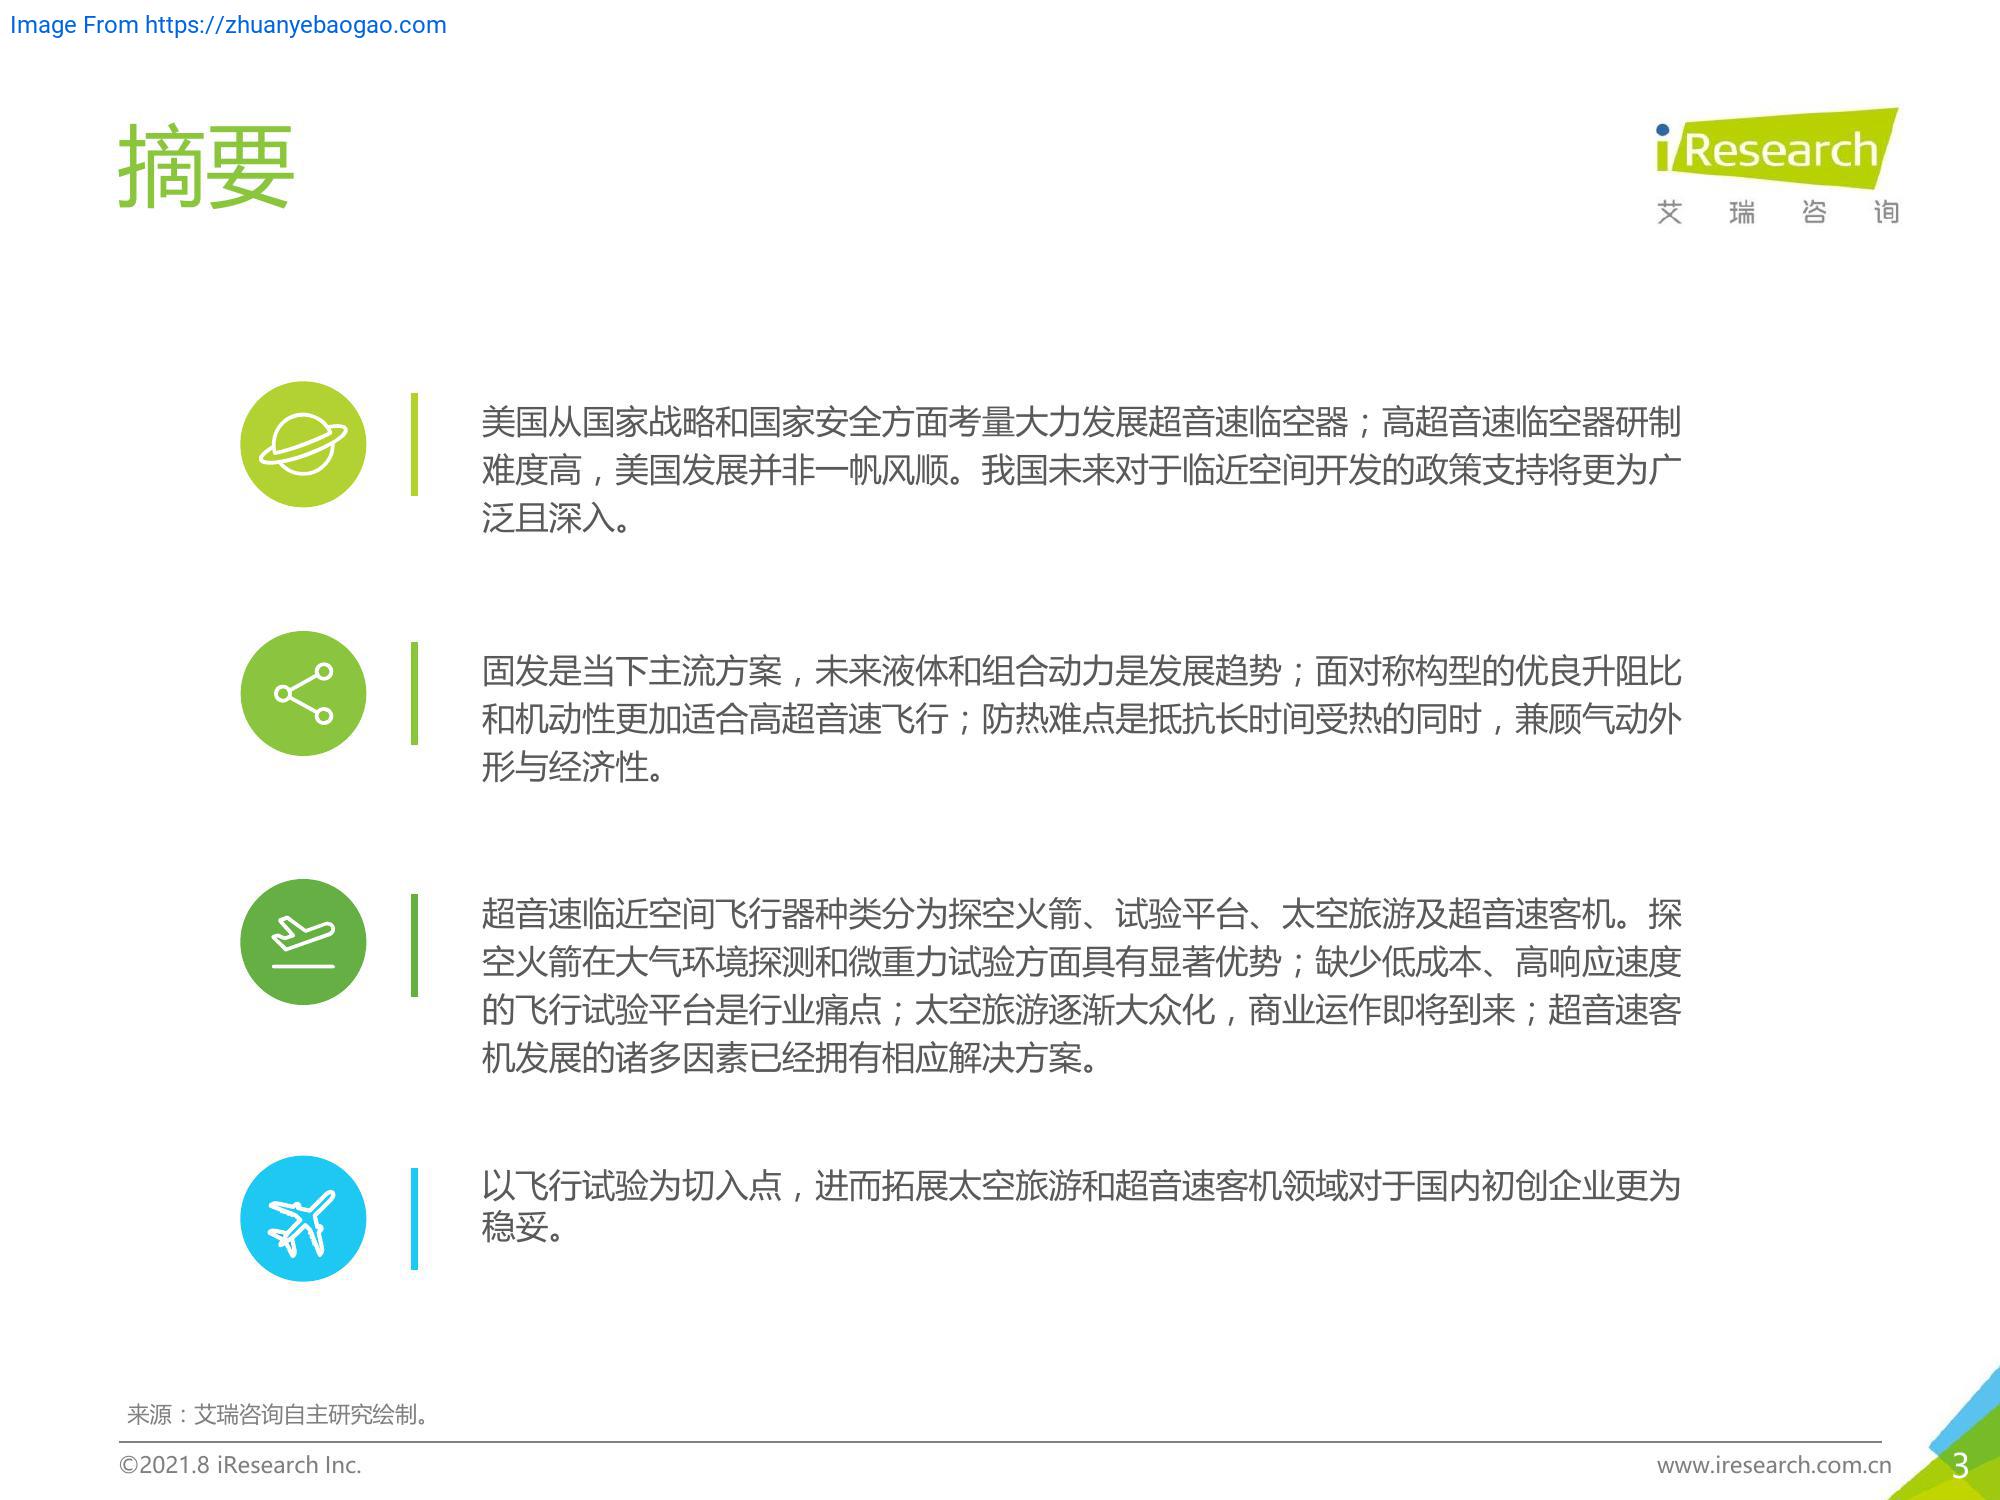 Image From https://zhuanyebaogao.com
摘要
iResearch
艾瑞咨询
美国从国家战略和国家安全方面考量大力发展超音速临空器；高超音速临空器研制
难度高，美国发展并非一帆风顺。我国未来对于临近空间开发的政策支持将更为广
泛且深入。
固发是当下主流方案，未来液体和组合动力是发展趋势；面对称构型的优良升阻比
和机动性更加适合高超音速飞行；防热难点是抵抗长时间受热的同时，兼顾气动外
形与经济性。
超音速临近空间飞行器种类分为探空火箭、试验平台、太空旅游及超音速客机。探
空火箭在大气环境探测和微重力试验方面具有显著优势；缺少低成本、高响应速度
的飞行试验平台是行业痛点；太空旅游逐渐大众化，商业运作即将到来；超音速客
机发展的诸多因素已经拥有相应解决方案。
以飞行试验为切入点，进而拓展太空旅游和超音速客机领域对于国内初创企业更为
稳妥。
来源：艾瑞咨询自主研究绘制。
©2021.8 iResearch Inc.
www.iresearch.com.cn
3